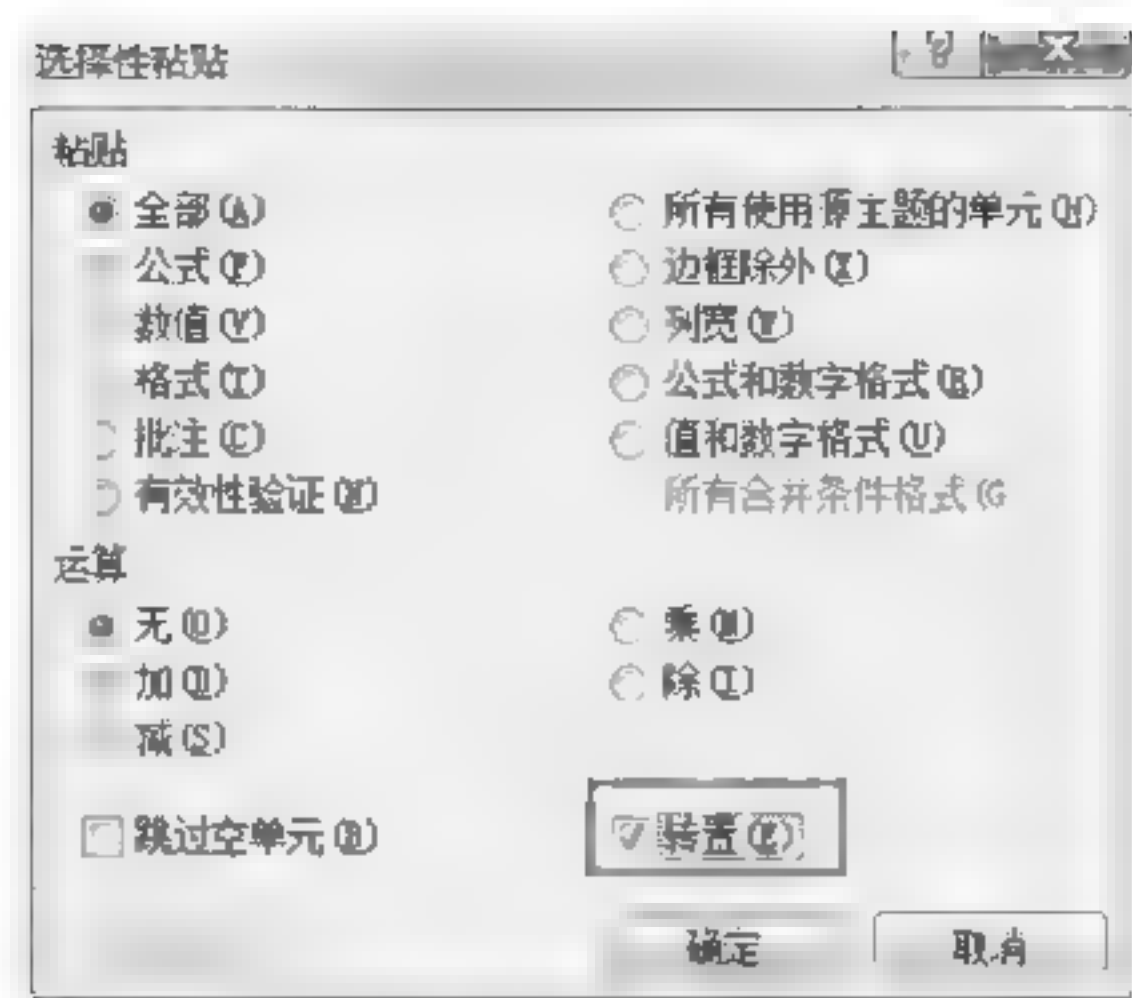 选择性粘贴
粘贴
全部(A) 所有使用原主题的单元(H)
公式(F) 边框除外(X)
数值(V) 列宽(W)
格式(T) 公式和数字格式(R)
批注(C) 值和数字格式(U)
有效性验证(N) 所有合并条件格式(G
运算
无(O) 乘(M)
加(D) 除(I)
减(S)
跳过空单元(B) 转置(E)
确定 取消